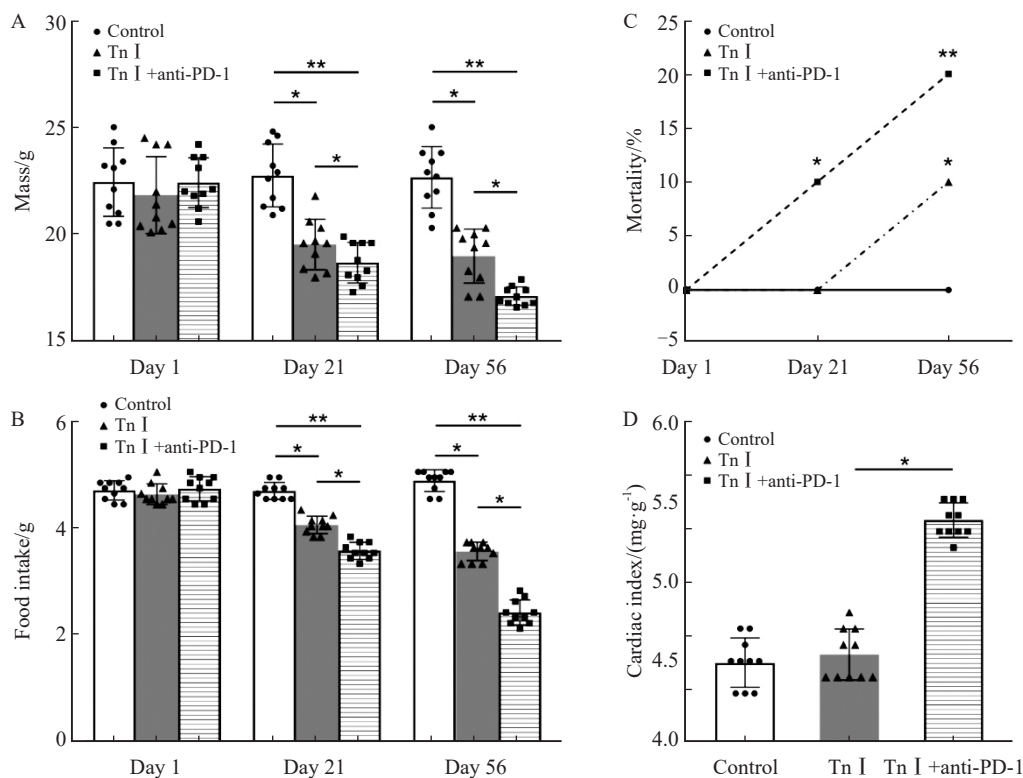 A
Control
Tn Ⅰ
Tn Ⅰ +anti-PD-1
30
25
20
15
Mass/g
**
*
*
**
*
*
Day 1
Day 21
Day 56
B
Control
Tn Ⅰ
Tn Ⅰ +anti-PD-1
6
4
2
0
Food intake/g
**
*
*
**
*
*
Day 1
Day 21
Day 56
C
Control
Tn Ⅰ
Tn Ⅰ +anti-PD-1
25
20
15
10
5
0
−5
Mortality/%
*
**
*
Day 1
Day 21
Day 56
D
Control
Tn Ⅰ
Tn Ⅰ +anti-PD-1
6.0
5.5
5.0
4.5
4.0
Cardiac index/(mg·g⁻¹)
*
Control
Tn Ⅰ
Tn Ⅰ +anti-PD-1